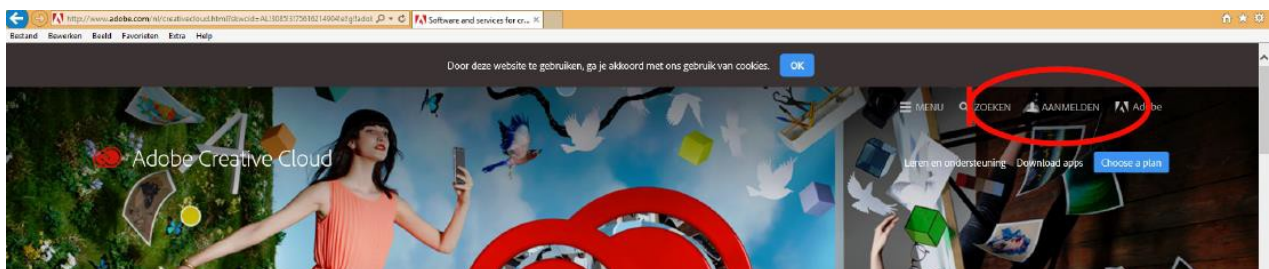 Software and services for cr...
Bestand Bewerken Beeld Favorieten Extra Help
Door deze website te gebruiken, ga je akkoord met ons gebruik van cookies. OK
MENU ZOEKEN AANMELDEN Adobe
Adobe Creative Cloud
Leren en ondersteuning Download apps Choose a plan